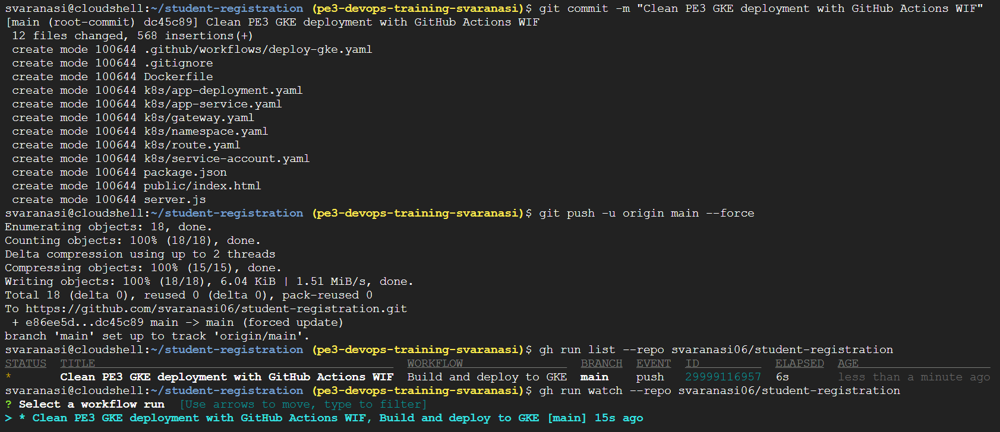 svaranasi@cloudshell:~/student-registration (pe3-devops-training-svaranasi)$ git commit -m "Clean PE3 GKE deployment with GitHub Actions WIF"
[main (root-commit) dc45c89] Clean PE3 GKE deployment with GitHub Actions WIF
 12 files changed, 568 insertions(+)
 create mode 100644 .github/workflows/deploy-gke.yaml
 create mode 100644 .gitignore
 create mode 100644 Dockerfile
 create mode 100644 k8s/app-deployment.yaml
 create mode 100644 k8s/app-service.yaml
 create mode 100644 k8s/gateway.yaml
 create mode 100644 k8s/namespace.yaml
 create mode 100644 k8s/route.yaml
 create mode 100644 k8s/service-account.yaml
 create mode 100644 package.json
 create mode 100644 public/index.html
 create mode 100644 server.js
svaranasi@cloudshell:~/student-registration (pe3-devops-training-svaranasi)$ git push -u origin main --force
Enumerating objects: 18, done.
Counting objects: 100% (18/18), done.
Delta compression using up to 2 threads
Compressing objects: 100% (15/15), done.
Writing objects: 100% (18/18), 6.04 KiB | 1.51 MiB/s, done.
Total 18 (delta 0), reused 0 (delta 0), pack-reused 0
To https://github.com/svaranasi06/student-registration.git
 + e86ee5d...dc45c89 main -> main (forced update)
branch 'main' set up to track 'origin/main'.
svaranasi@cloudshell:~/student-registration (pe3-devops-training-svaranasi)$ gh run list --repo svaranasi06/student-registration
STATUS  TITLE  WORKFLOW  BRANCH  EVENT  ID  ELAPSED  AGE
*  Clean PE3 GKE deployment with GitHub Actions WIF  Build and deploy to GKE  main  push  29999116957  6s  less than a minute ago
svaranasi@cloudshell:~/student-registration (pe3-devops-training-svaranasi)$ gh run watch --repo svaranasi06/student-registration
? Select a workflow run  [Use arrows to move, type to filter]
> * Clean PE3 GKE deployment with GitHub Actions WIF, Build and deploy to GKE [main] 15s ago